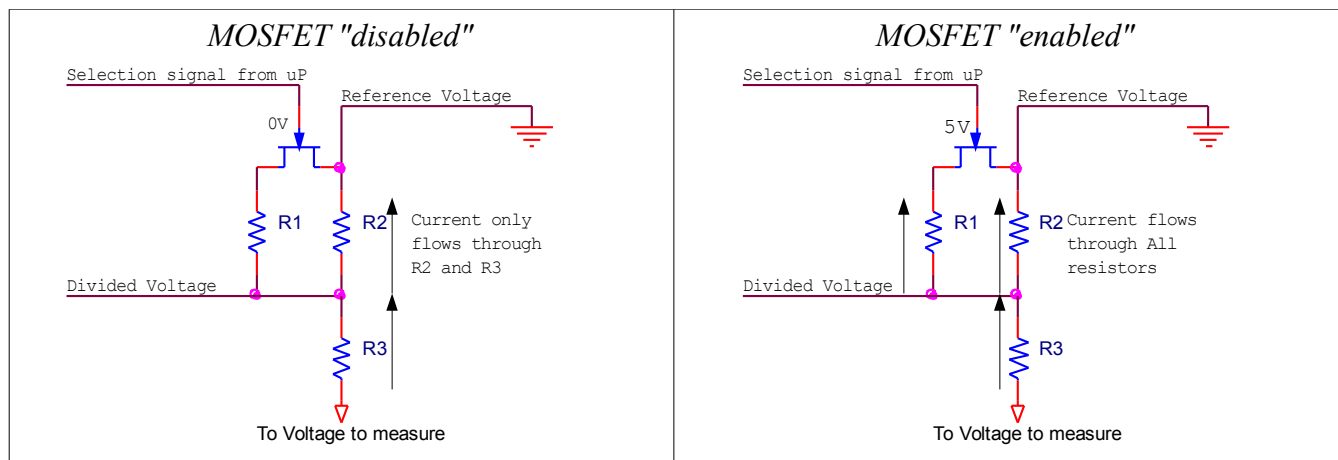 MOSFET "disabled"
Selection signal from uP
Reference Voltage
0V
R1
R2
Current only
flows through
R2 and R3
Divided Voltage
R3
To Voltage to measure
MOSFET "enabled"
Selection signal from uP
Reference Voltage
5V
R1
R2
Current flows
through All
resistors
Divided Voltage
R3
To Voltage to measure